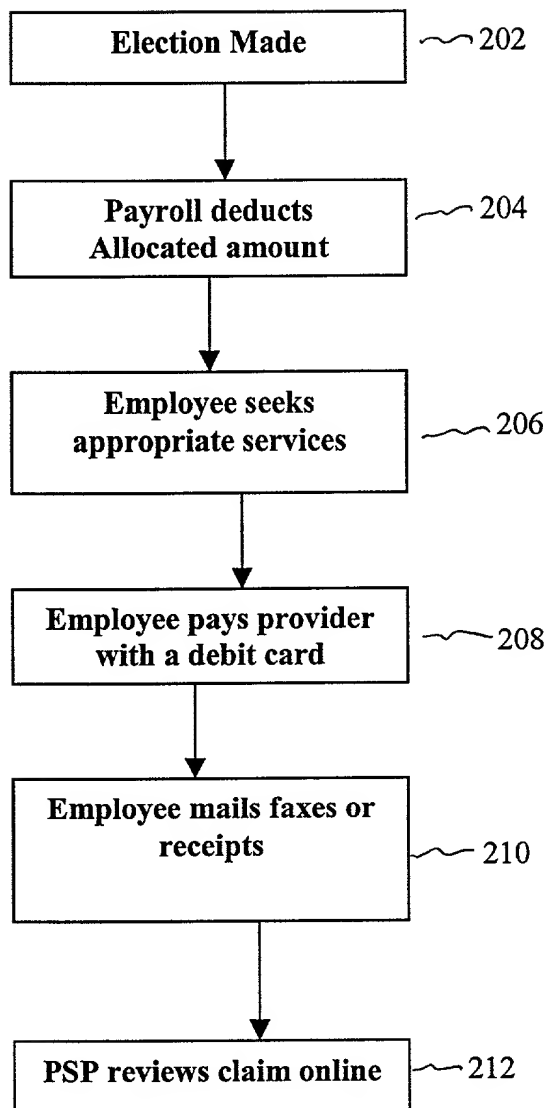 Election Made
202
Payroll deducts
Allocated amount
204
Employee seeks
appropriate services
206
Employee pays provider
with a debit card
208
Employee mails faxes or
receipts
210
PSP reviews claim online
212